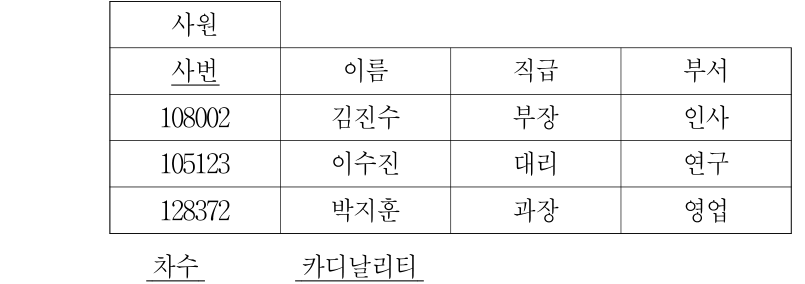 사원
사번 이름 직급 부서
108002 김진수 부장 인사
105123 이수진 대리 연구
128372 박지훈 과장 영업
차수 카디날리티